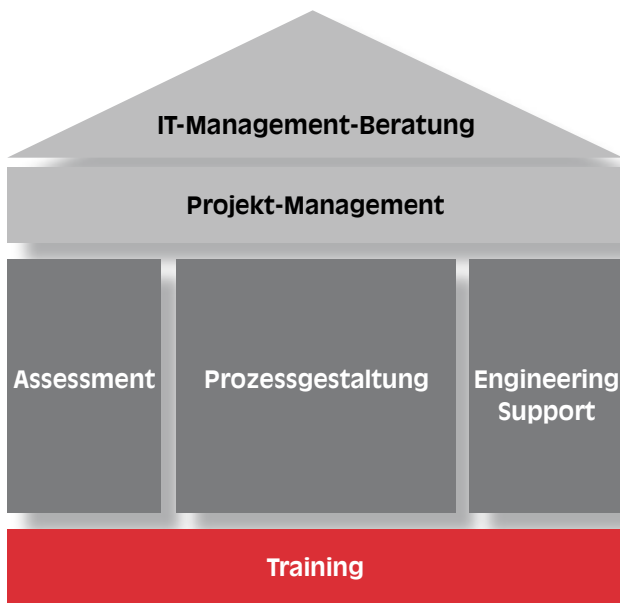 IT-Management-Beratung
Projekt-Management
Assessment
Prozessgestaltung
Engineering
Support
Training